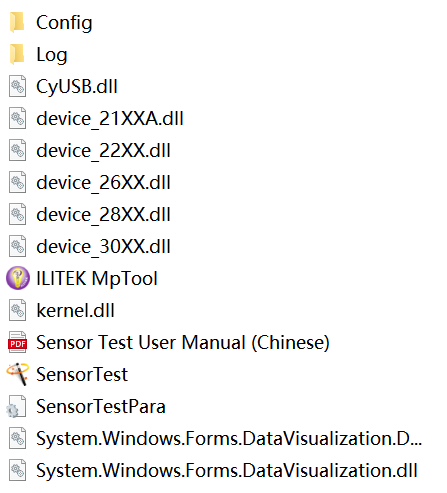 Config
Log
CyUSB.dll
device_21XXA.dll
device_22XX.dll
device_26XX.dll
device_28XX.dll
device_30XX.dll
ILITEK MpTool
kernel.dll
PDF Sensor Test User Manual (Chinese)
SensorTest
SensorTestPara
System.Windows.Forms.DataVisualization.D...
System.Windows.Forms.DataVisualization.dll